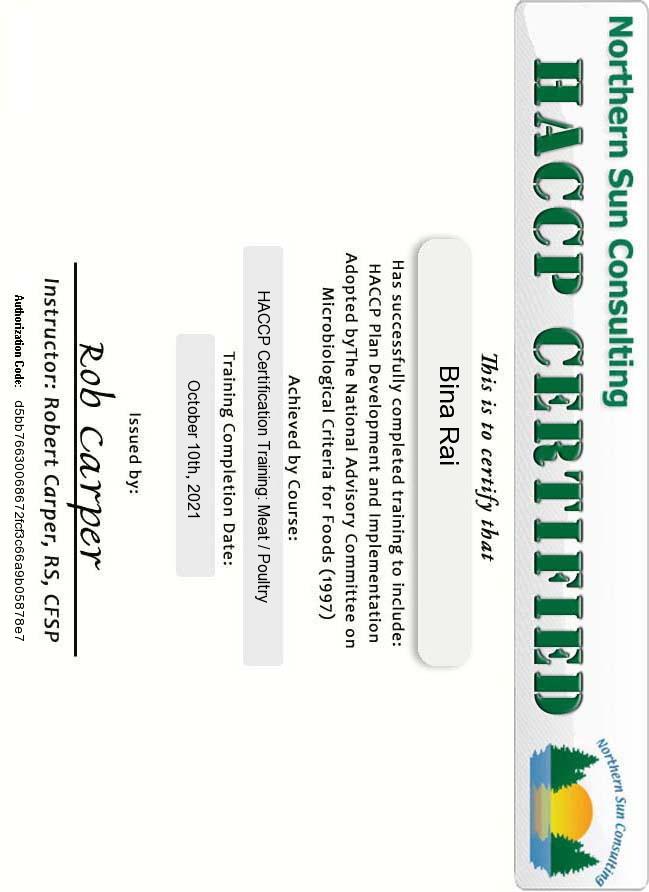 Northern Sun Consulting
HACCP CERTIFIED
Northern Sun Consulting
This is to certify that
Bina Rai
Has successfully completed training to include:
HACCP Plan Development and Implementation
Adopted byThe National Advisory Committee on
Microbiological Criteria for Foods (1997)
Achieved by Course:
HACCP Certification Training: Meat / Poultry
Training Completion Date:
October 10th, 2021
Issued by:
Rob Carper
Instructor: Robert Carper, RS, CFSP
Authorization Code: d5bb76630068672fcf3c66a9b05878e7